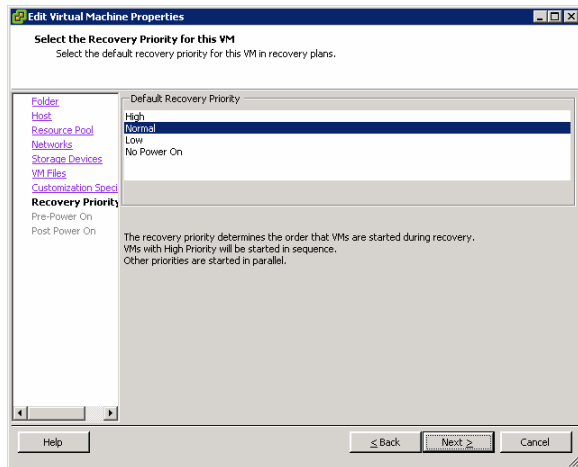 Edit Virtual Machine Properties
Select the Recovery Priority for this VM
Select the default recovery priority for this VM in recovery plans.
Folder
Host
Resource Pool
Networks
Storage Devices
VM Files
Customization Speci
Recovery Priority
Pre-Power On
Post Power On
Default Recovery Priority
High
Normal
Low
No Power On
The recovery priority determines the order that VMs are started during recovery.
VMs with High Priority will be started in sequence.
Other priorities are started in parallel.
Help
< Back
Next >
Cancel